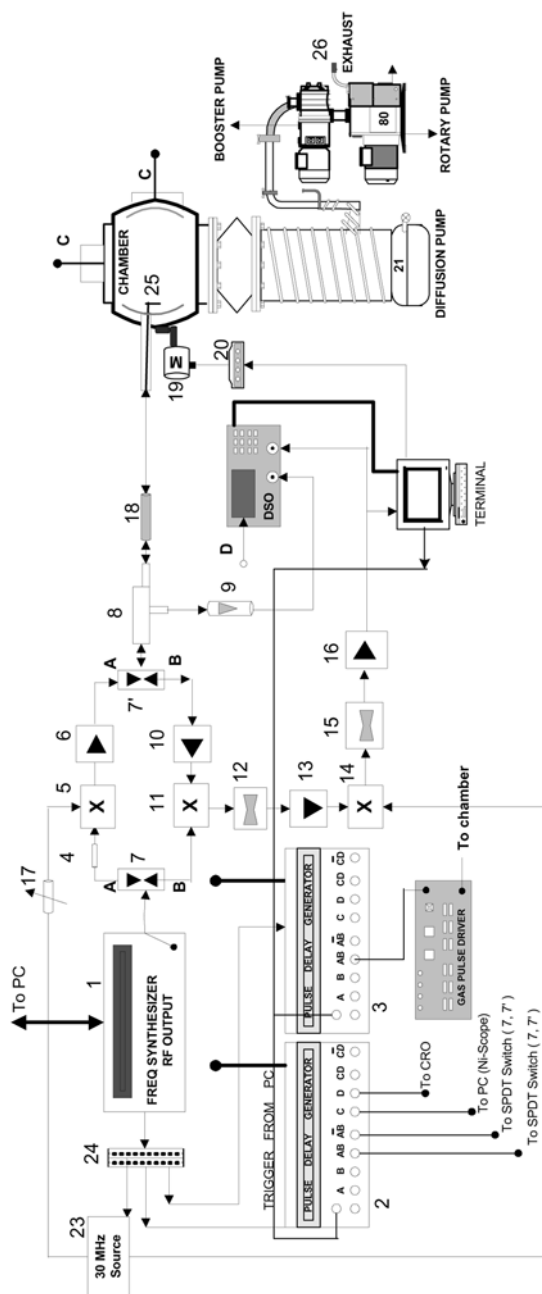 To PC
17
23
30 MHz
Source
24
1
FREQ SYNTHESIZER
RF OUTPUT
A
7
B
4
5
X
6
A
7'
B
8
18
9
10
11
X
12
13
14
X
15
16
D
DSO
TERMINAL
19
M
20
25
CHAMBER
C
C
21
DIFFUSION PUMP
BOOSTER PUMP
26
EXHAUST
80
ROTARY PUMP
TRIGGER FROM PC
PULSE DELAY GENERATOR
A
B
AB
AB
C
D
CD
CD
2
PULSE DELAY GENERATOR
A
B
AB
AB
C
D
CD
CD
3
GAS PULSE DRIVER
To chamber
To CRO
To PC (Ni-Scope)
To SPDT Switch ( 7, 7' )
To SPDT Switch ( 7, 7' )